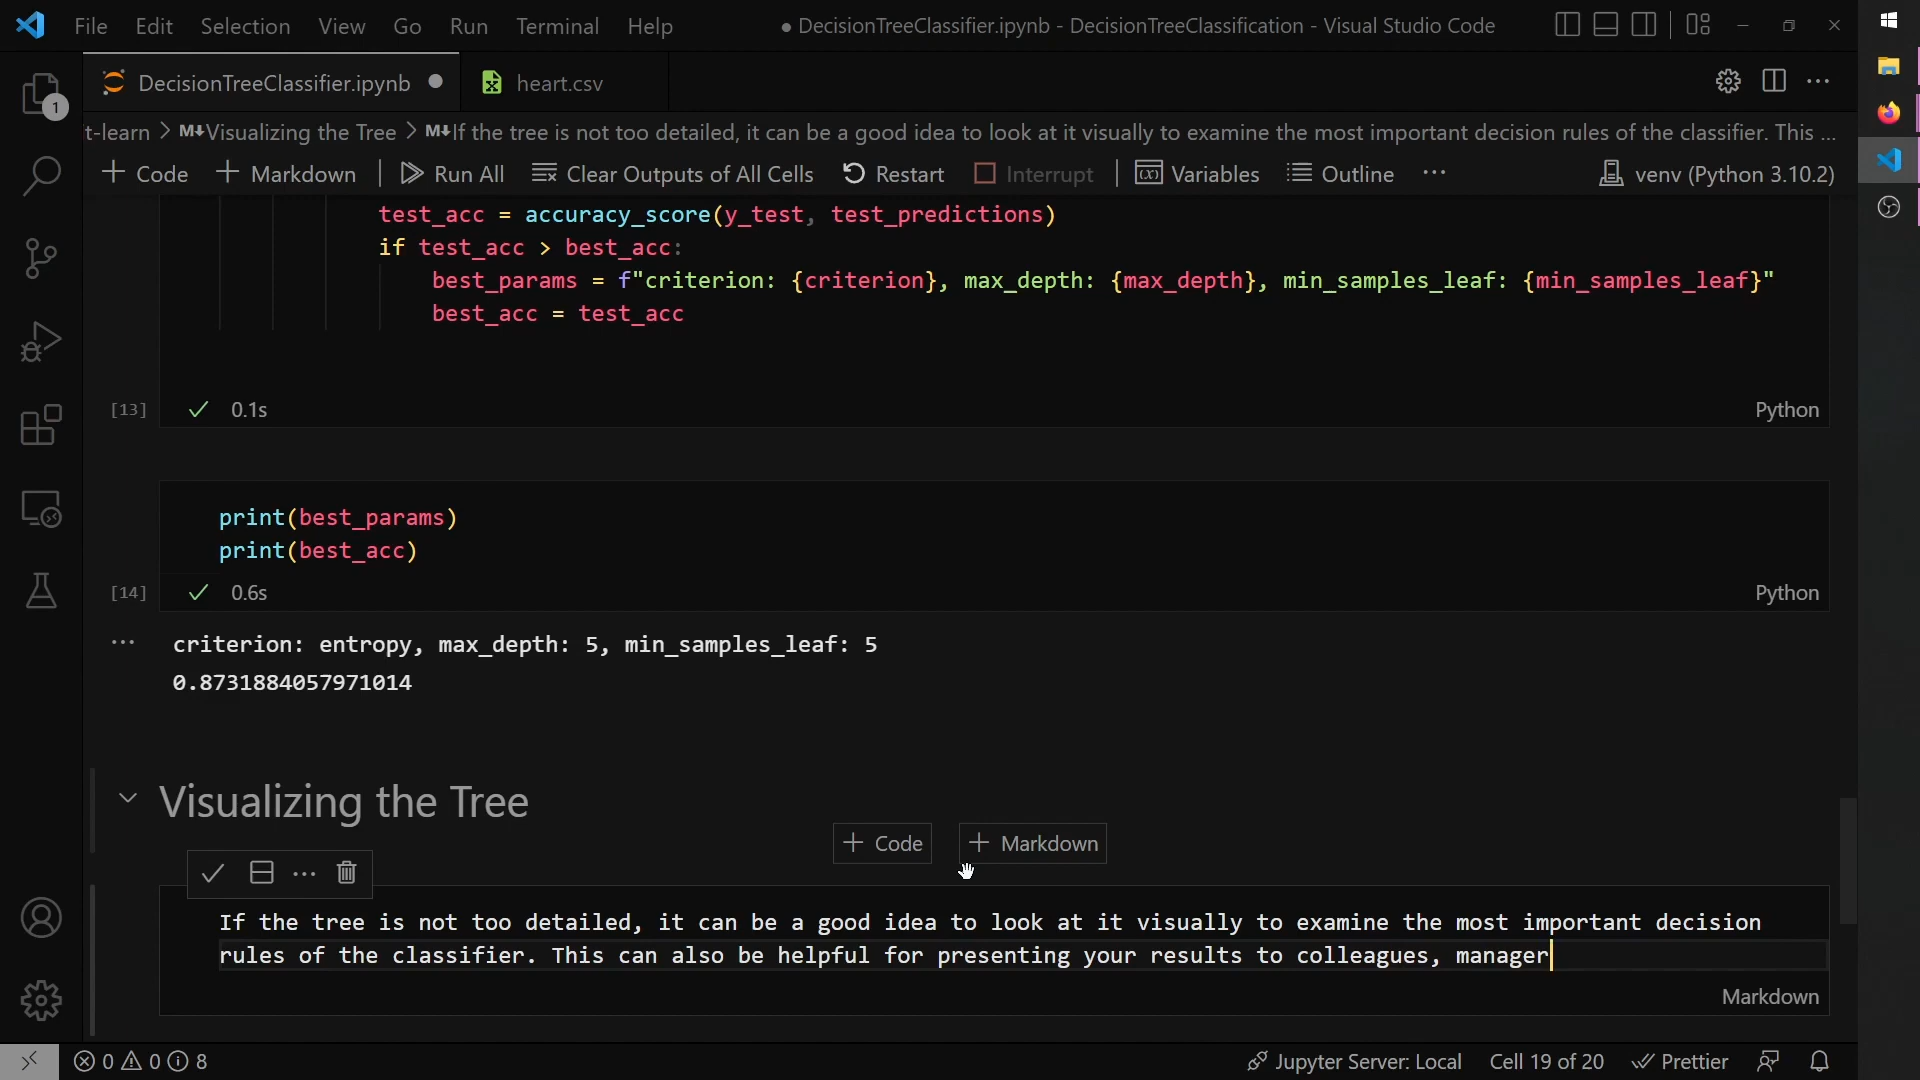 File Edit Selection View Go Run Terminal Help ● DecisionTreeClassifier.ipynb - DecisionTreeClassification - Visual Studio Code
DecisionTreeClassifier.ipynb ● heart.csv
t-learn > M↓Visualizing the Tree > M↓If the tree is not too detailed, it can be a good idea to look at it visually to examine the most important decision rules of the classifier. This ...
+ Code + Markdown Run All Clear Outputs of All Cells Restart Interrupt (x) Variables Outline ... venv (Python 3.10.2)
1
test_acc = accuracy_score(y_test, test_predictions)
if test_acc > best_acc:
best_params = f"criterion: {criterion}, max_depth: {max_depth}, min_samples_leaf: {min_samples_leaf}"
best_acc = test_acc
[13] ✓ 0.1s Python
print(best_params)
print(best_acc)
[14] ✓ 0.6s Python
... criterion: entropy, max_depth: 5, min_samples_leaf: 5
0.8731884057971014
Visualizing the Tree
+ Code + Markdown
If the tree is not too detailed, it can be a good idea to look at it visually to examine the most important decision
rules of the classifier. This can also be helpful for presenting your results to colleagues, manager
Markdown
0 0 8 Jupyter Server: Local Cell 19 of 20 Prettier